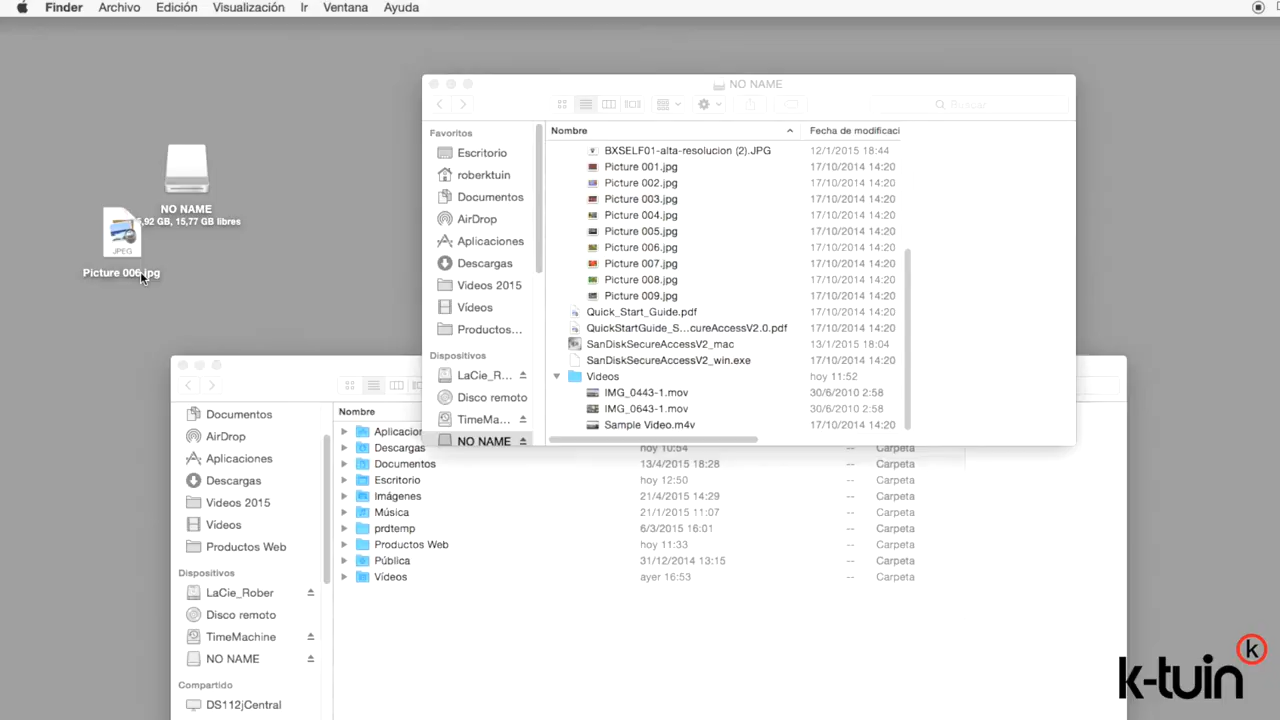 Finder Archivo Edición Visualización Ir Ventana Ayuda
NO NAME
Buscar
Favoritos
Escritorio
roberktuin
Documentos
AirDrop
Aplicaciones
Descargas
Videos 2015
Vídeos
Productos...
Dispositivos
LaCie_R...
Disco remoto
TimeMa...
NO NAME
Nombre Fecha de modificaci
BXSELF01-alta-resolucion (2).JPG 12/1/2015 18:44
Picture 001.jpg 17/10/2014 14:20
Picture 002.jpg 17/10/2014 14:20
Picture 003.jpg 17/10/2014 14:20
Picture 004.jpg 17/10/2014 14:20
Picture 005.jpg 17/10/2014 14:20
Picture 006.jpg 17/10/2014 14:20
Picture 007.jpg 17/10/2014 14:20
Picture 008.jpg 17/10/2014 14:20
Picture 009.jpg 17/10/2014 14:20
Quick_Start_Guide.pdf 17/10/2014 14:20
QuickStartGuide_S...cureAccessV2.0.pdf 17/10/2014 14:20
SanDiskSecureAccessV2_mac 13/1/2015 18:04
SanDiskSecureAccessV2_win.exe 17/10/2014 14:20
Videos hoy 11:52
IMG_0443-1.mov 30/6/2010 2:58
IMG_0643-1.mov 30/6/2010 2:58
Sample Video.m4v 17/10/2014 14:20
NO NAME
5,92 GB, 15,77 GB libres
JPEG
Picture 006.jpg
Documentos
AirDrop
Aplicaciones
Descargas
Videos 2015
Vídeos
Productos Web
Dispositivos
LaCie_Rober
Disco remoto
TimeMachine
NO NAME
Compartido
DS112jCentral
Nombre
Aplicacion
Descargas hoy 10:54 -- Carpeta
Documentos 13/4/2015 18:28 -- Carpeta
Escritorio hoy 12:50 -- Carpeta
Imágenes 21/4/2015 14:29 -- Carpeta
Música 21/1/2015 11:07 -- Carpeta
prdtemp 6/3/2015 16:01 -- Carpeta
Productos Web hoy 11:33 -- Carpeta
Pública 31/12/2014 13:15 -- Carpeta
Vídeos ayer 16:53 -- Carpeta
k-tuin k